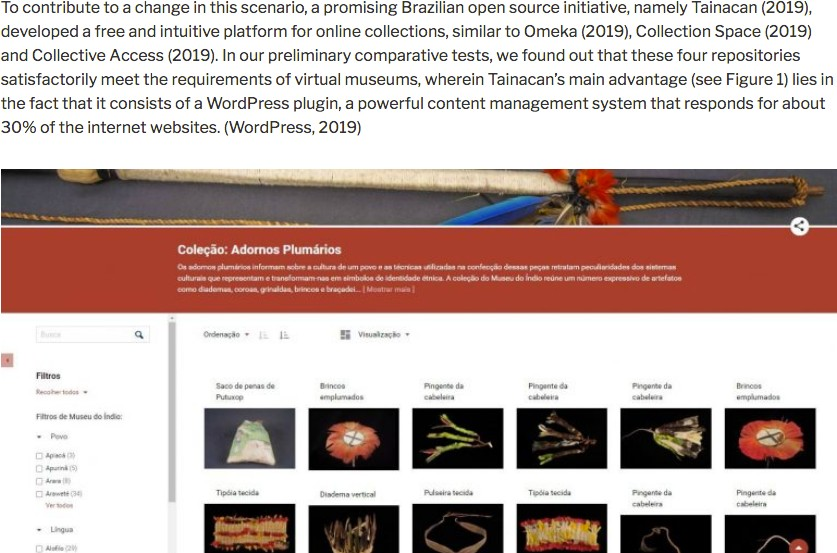 To contribute to a change in this scenario, a promising Brazilian open source initiative, namely Tainacan (2019),
developed a free and intuitive platform for online collections, similar to Omeka (2019), Collection Space (2019)
and Collective Access (2019). In our preliminary comparative tests, we found out that these four repositories
satisfactorily meet the requirements of virtual museums, wherein Tainacan's main advantage (see Figure 1) lies in
the fact that it consists of a WordPress plugin, a powerful content management system that responds for about
30% of the internet websites. (WordPress, 2019)
Coleção: Adornos Plumários
Os adornos plumários informam sobre a cultura de um povo e as técnicas utilizadas na confecção dessas peças retratam peculiaridades dos sistemas
culturais que representam e transformam-nas em símbolos de identidade étnica. A coleção do Museu do Índio reúne um número expressivo de artefatos
como diademas, coroas, grinaldas, brincos e braçadei... [ Mostrar mais ]
Busca
Ordenação
Visualização
Filtros
Recolher todos
Filtros de Museu do Índio:
Povo
Apiacá (3)
Apurinã (5)
Arara (8)
Araweté (34)
Ver todos
Língua
Aloília (29)
Saco de penas de
Putuxop
Brincos
emplumados
Pingente da
cabeleira
Pingente da
cabeleira
Pingente da
cabeleira
Brincos
emplumados
Tipóia tecida
Diadema vertical
Pulseira tecida
Tipóia tecida
Pingente da
cabeleira
Pingente da
cabeleira